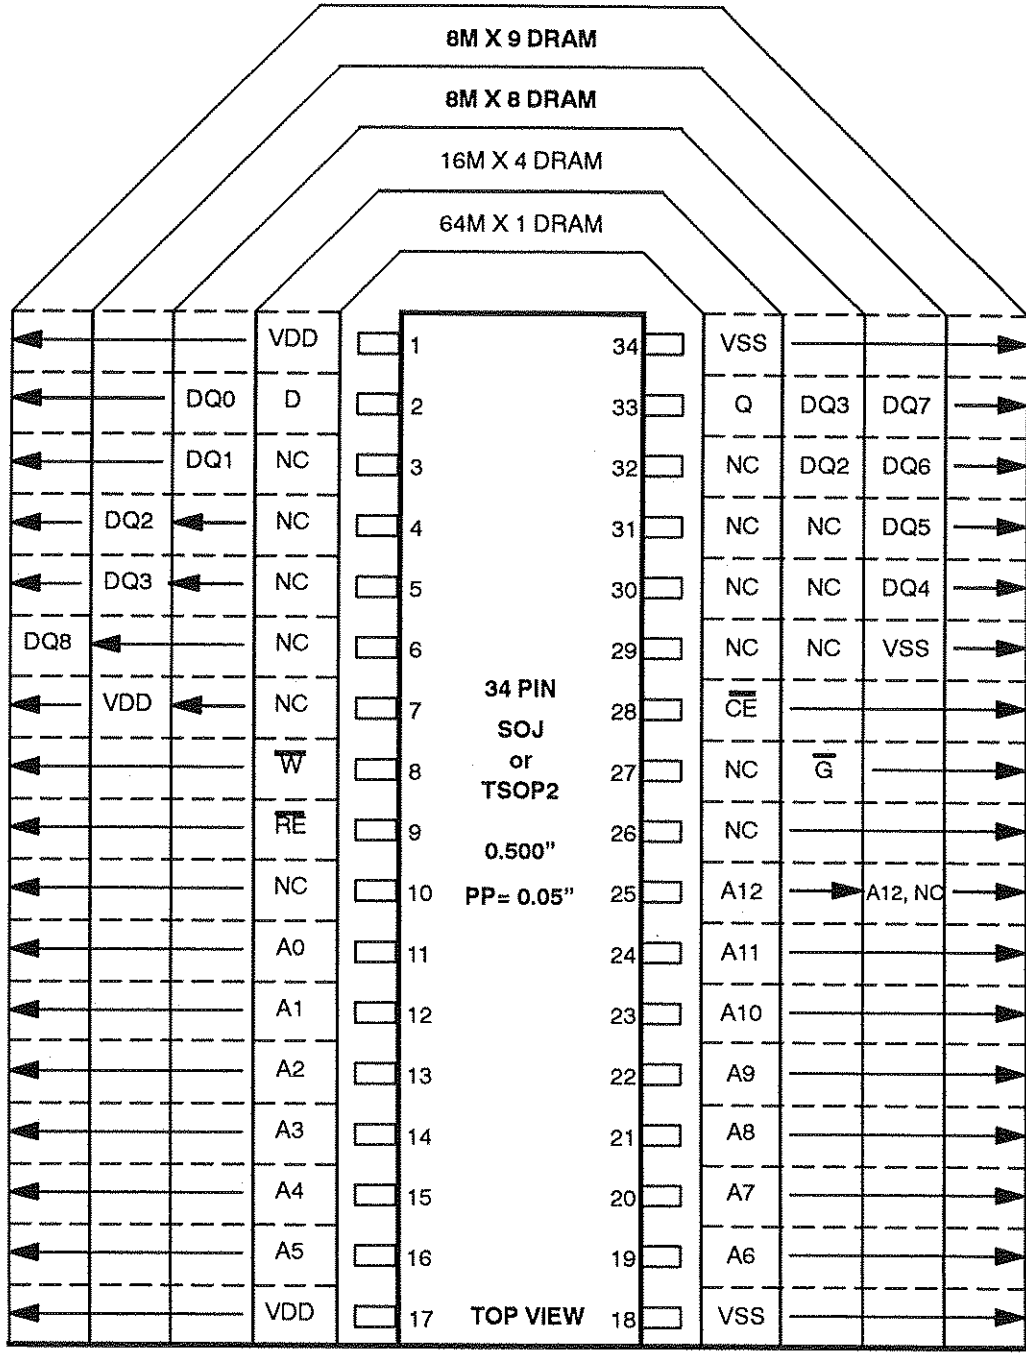 8M X 9 DRAM
8M X 8 DRAM
16M X 4 DRAM
64M X 1 DRAM
VDD 1 34 VSS
DQ0 D 2 33 Q DQ3 DQ7
DQ1 NC 3 32 NC DQ2 DQ6
DQ2 NC 4 31 NC NC DQ5
DQ3 NC 5 30 NC NC DQ4
DQ8 NC 6 29 NC NC VSS
VDD NC 7 28 C̅E̅
W̅ 8 27 NC G̅
R̅E̅ 9 26 NC
NC 10 25 A12 A12, NC
A0 11 24 A11
A1 12 23 A10
A2 13 22 A9
A3 14 21 A8
A4 15 20 A7
A5 16 19 A6
VDD 17 18 VSS
34 PIN
SOJ
or
TSOP2
0.500”
PP= 0.05”
TOP VIEW